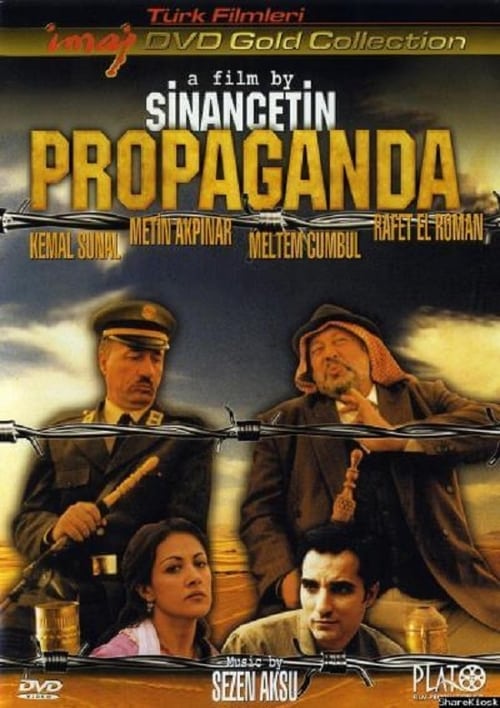 Türk Filmleri
imaj DVD Gold Collection
a film by
SİNANÇETİN
PROPAGANDA
KEMAL SUNAL METİN AKPINAR MELTEM CUMBUL RAFET EL ROMAN
Music by
SEZEN AKSU
DVD
VIDEO
PLATO
ShareKiosk